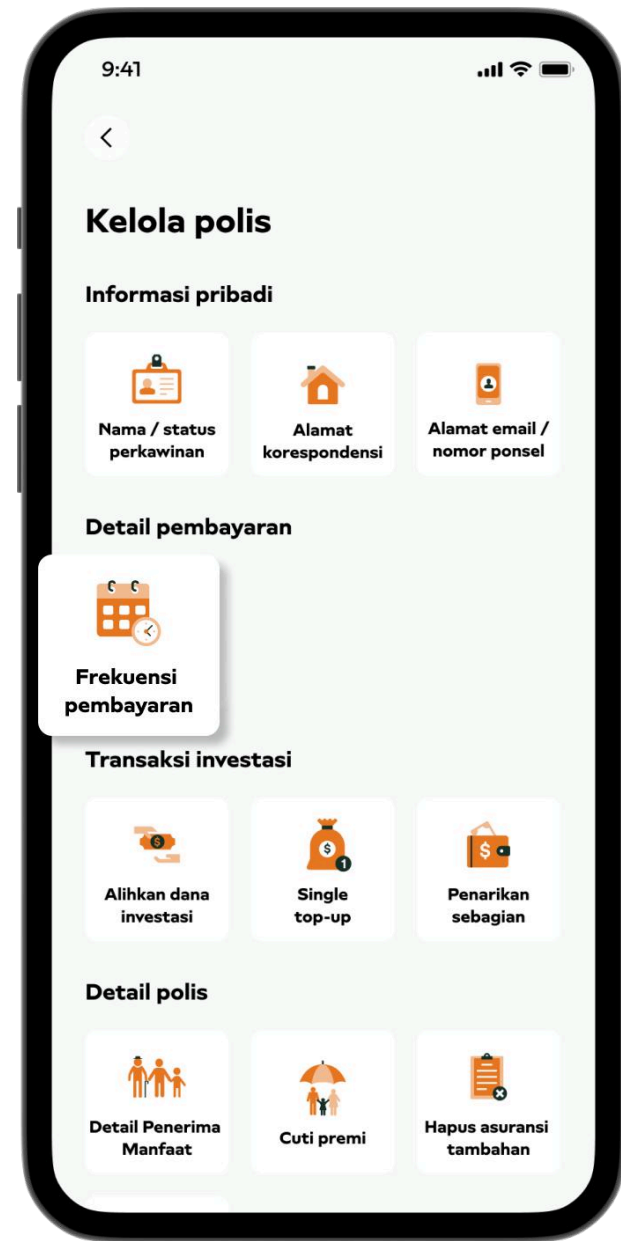 9:41
Kelola polis
Informasi pribadi
Nama / status
perkawinan
Alamat
korespondensi
Alamat email /
nomor ponsel
Detail pembayaran
Frekuensi
pembayaran
Transaksi investasi
$
Alihkan dana
investasi
$
1
Single
top-up
$
Penarikan
sebagian
Detail polis
Detail Penerima
Manfaat
Cuti premi
Hapus asuransi
tambahan